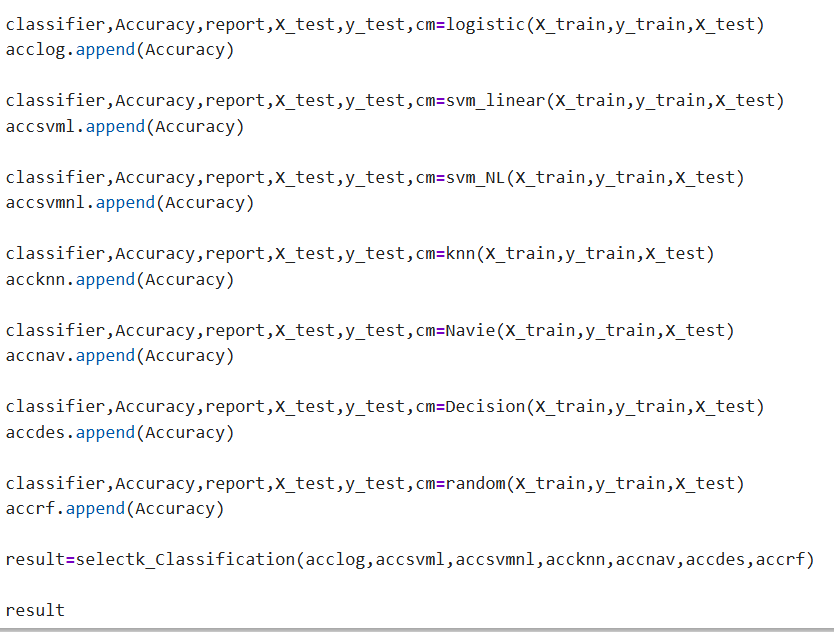 classifier,Accuracy,report,X_test,y_test,cm=logistic(X_train,y_train,X_test)
acclog.append(Accuracy)
classifier,Accuracy,report,X_test,y_test,cm=svm_linear(X_train,y_train,X_test)
accsvml.append(Accuracy)
classifier,Accuracy,report,X_test,y_test,cm=svm_NL(X_train,y_train,X_test)
accsvmnl.append(Accuracy)
classifier,Accuracy,report,X_test,y_test,cm=knn(X_train,y_train,X_test)
accknn.append(Accuracy)
classifier,Accuracy,report,X_test,y_test,cm=Navie(X_train,y_train,X_test)
accnav.append(Accuracy)
classifier,Accuracy,report,X_test,y_test,cm=Decision(X_train,y_train,X_test)
accdes.append(Accuracy)
classifier,Accuracy,report,X_test,y_test,cm=random(X_train,y_train,X_test)
accrf.append(Accuracy)
result=selectk_Classification(acclog,accsvml,accsvmnl,accknn,accnav,accdes,accrf)
result